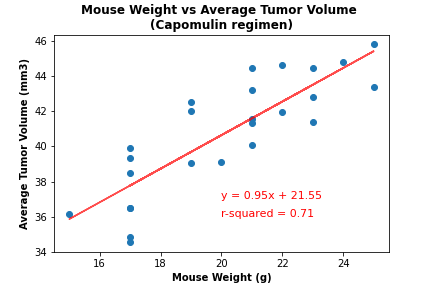 Mouse Weight vs Average Tumor Volume
(Capomulin regimen)
Average Tumor Volume (mm3)
46
44
42
40
38
36
34
y = 0.95x + 21.55
r-squared = 0.71
16
18
20
22
24
Mouse Weight (g)